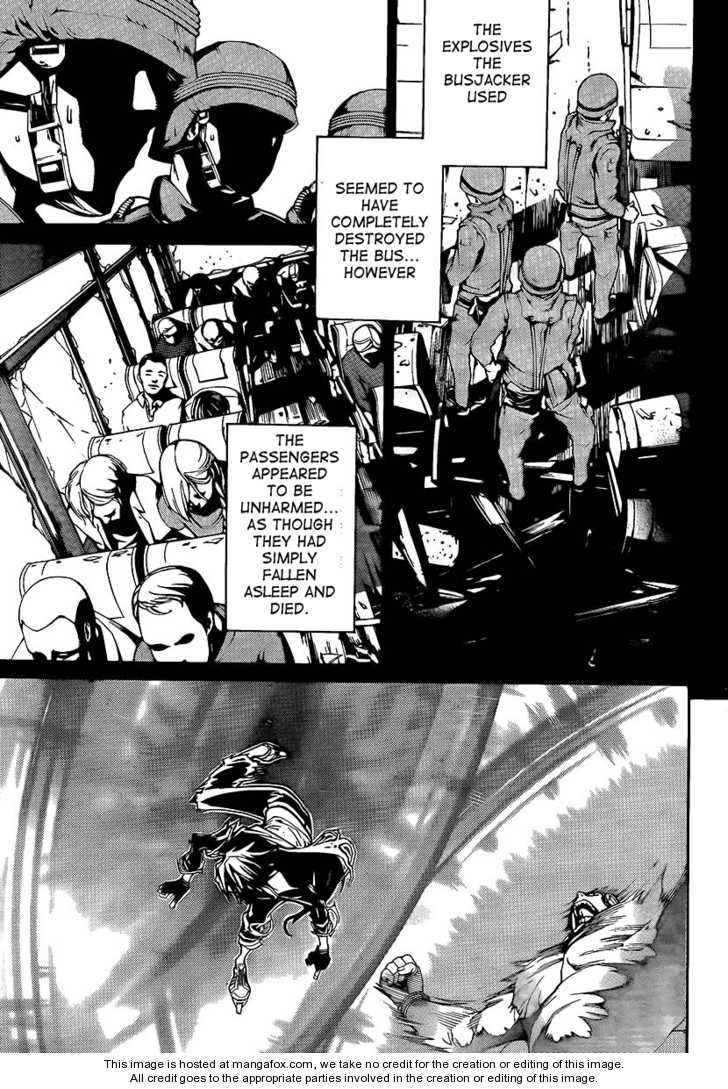 THE
EXPLOSIVES
THE
BUSJACKER
USED
SEEMED TO
HAVE
COMPLETELY
DESTROYED
THE BUS...
HOWEVER
THE
PASSENGERS
APPEARED
TO BE
UNHARMED...
AS THOUGH
THEY HAD
SIMPLY
FALLEN
ASLEEP AND
DIED.
This image is hosted at mangafox.com, we take no credit for the creation or editing of this image.
All credit goes to the appropriate parties involved in the creation or editing of this image